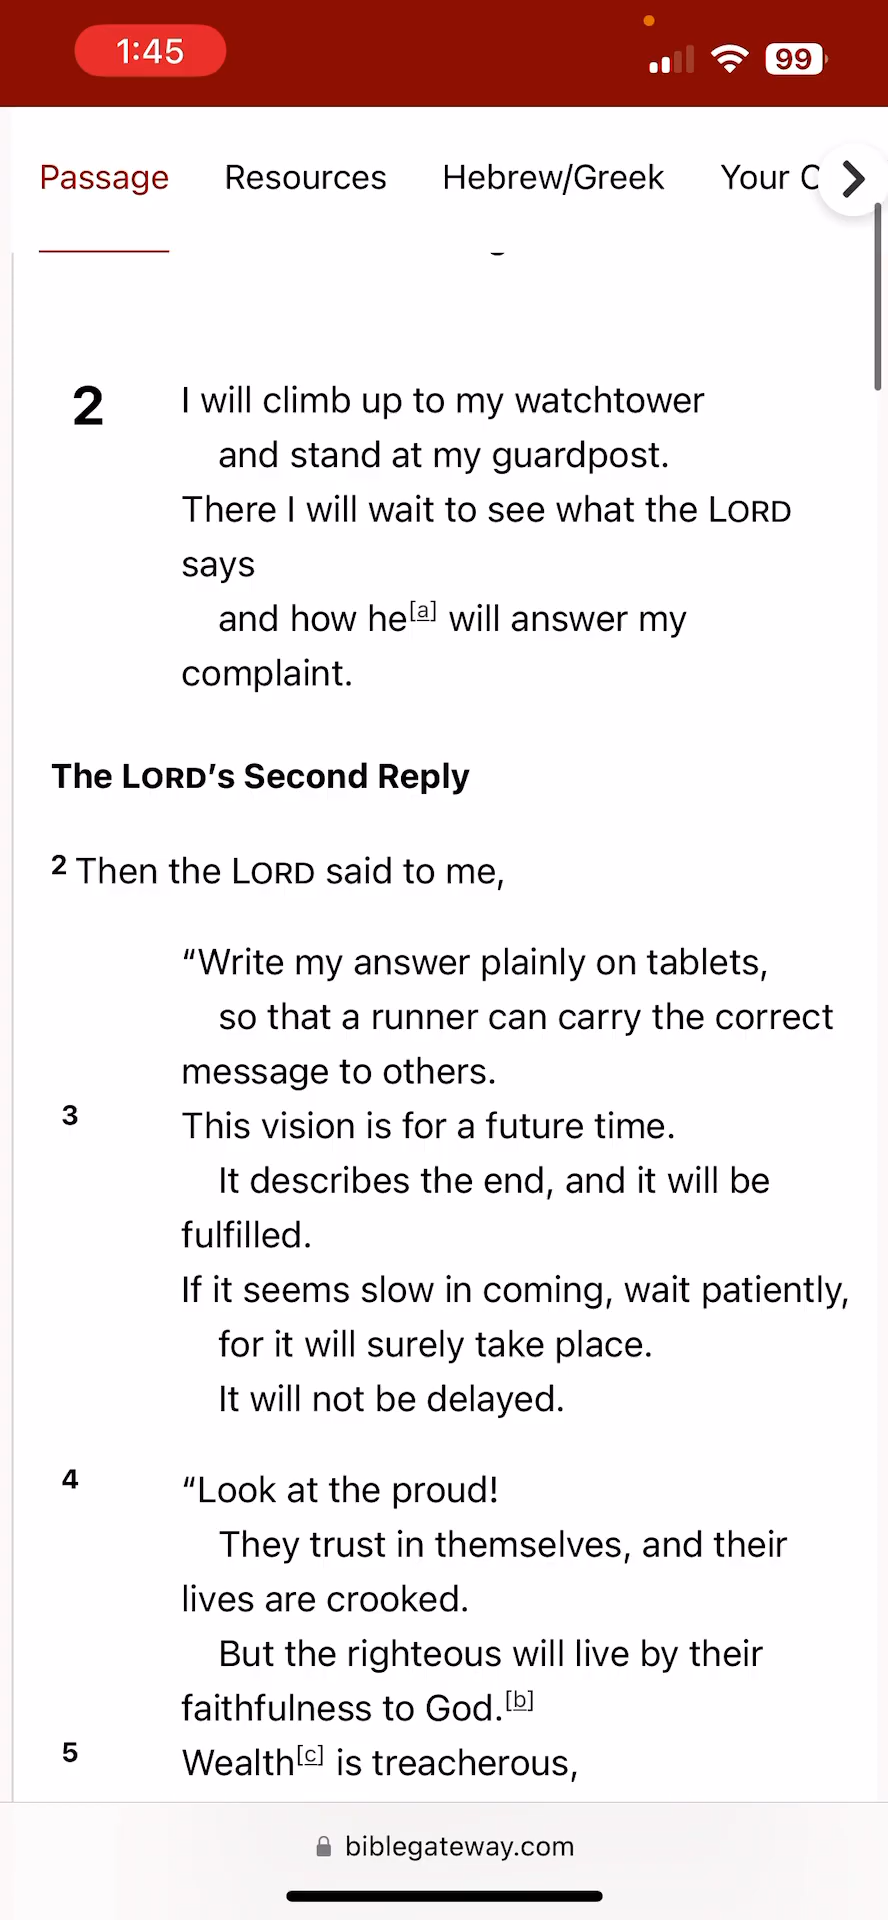 1:45
99
Passage Resources Hebrew/Greek Your
2 I will climb up to my watchtower
and stand at my guardpost.
There I will wait to see what the LORD
says
and how he[a] will answer my
complaint.
The LORD’s Second Reply
2 Then the LORD said to me,
“Write my answer plainly on tablets,
so that a runner can carry the correct
message to others.
3 This vision is for a future time.
It describes the end, and it will be
fulfilled.
If it seems slow in coming, wait patiently,
for it will surely take place.
It will not be delayed.
4 “Look at the proud!
They trust in themselves, and their
lives are crooked.
But the righteous will live by their
faithfulness to God.[b]
5 Wealth[c] is treacherous,
biblegateway.com